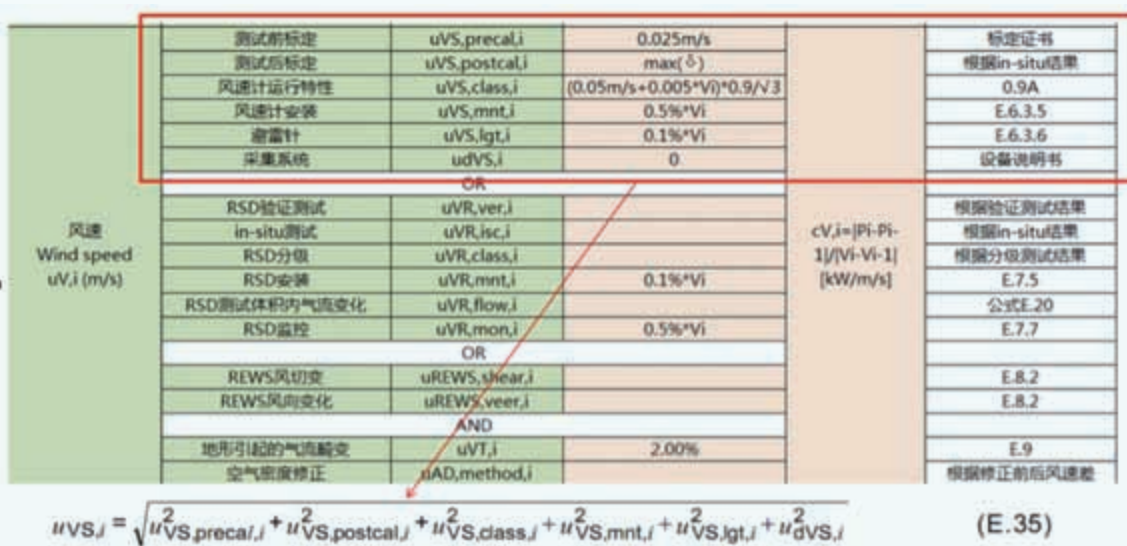 测试前标定 uVS,precal,i 0.025m/s 标定证书
测试后标定 uVS,postcal,i max(δ) 根据in-situ结果
风速计运行特性 uVS,class,i (0.05m/s+0.005*Vi)*0.9/√3 0.9A
风速计安装 uVS,mnt,i 0.5%*Vi E.6.3.5
避雷针 uVS,lgt,i 0.1%*Vi E.6.3.6
采集系统 udVS,i 0 设备说明书
OR
RSD验证测试 uVR,ver,i 根据验证测试结果
风速 in-situ测试 uVR,isc,i cV,i=|Pi-Pi- 根据in-situ结果
Wind speed RSD分级 uVR,class,i 1|/|Vi-Vi-1| 根据分级测试结果
uV,i (m/s) RSD安装 uVR,mnt,i 0.1%*Vi [kW/m/s] E.7.5
RSD测试体积内气流变化 uVR,flow,i 公式E.20
RSD监控 uVR,mon,i 0.5%*Vi E.7.7
OR
REWS风切变 uREWS,shear,i E.8.2
REWS风向变化 uREWS,veer,i E.8.2
AND
地形引起的气流畸变 uVT,i 2.00% E.9
空气密度修正 uAD,method,i 根据修正前后风速差
uVS,i = √(u²VS,precal,i + u²VS,postcal,i + u²VS,class,i + u²VS,mnt,i + u²VS,lgt,i + u²dVS,i) (E.35)